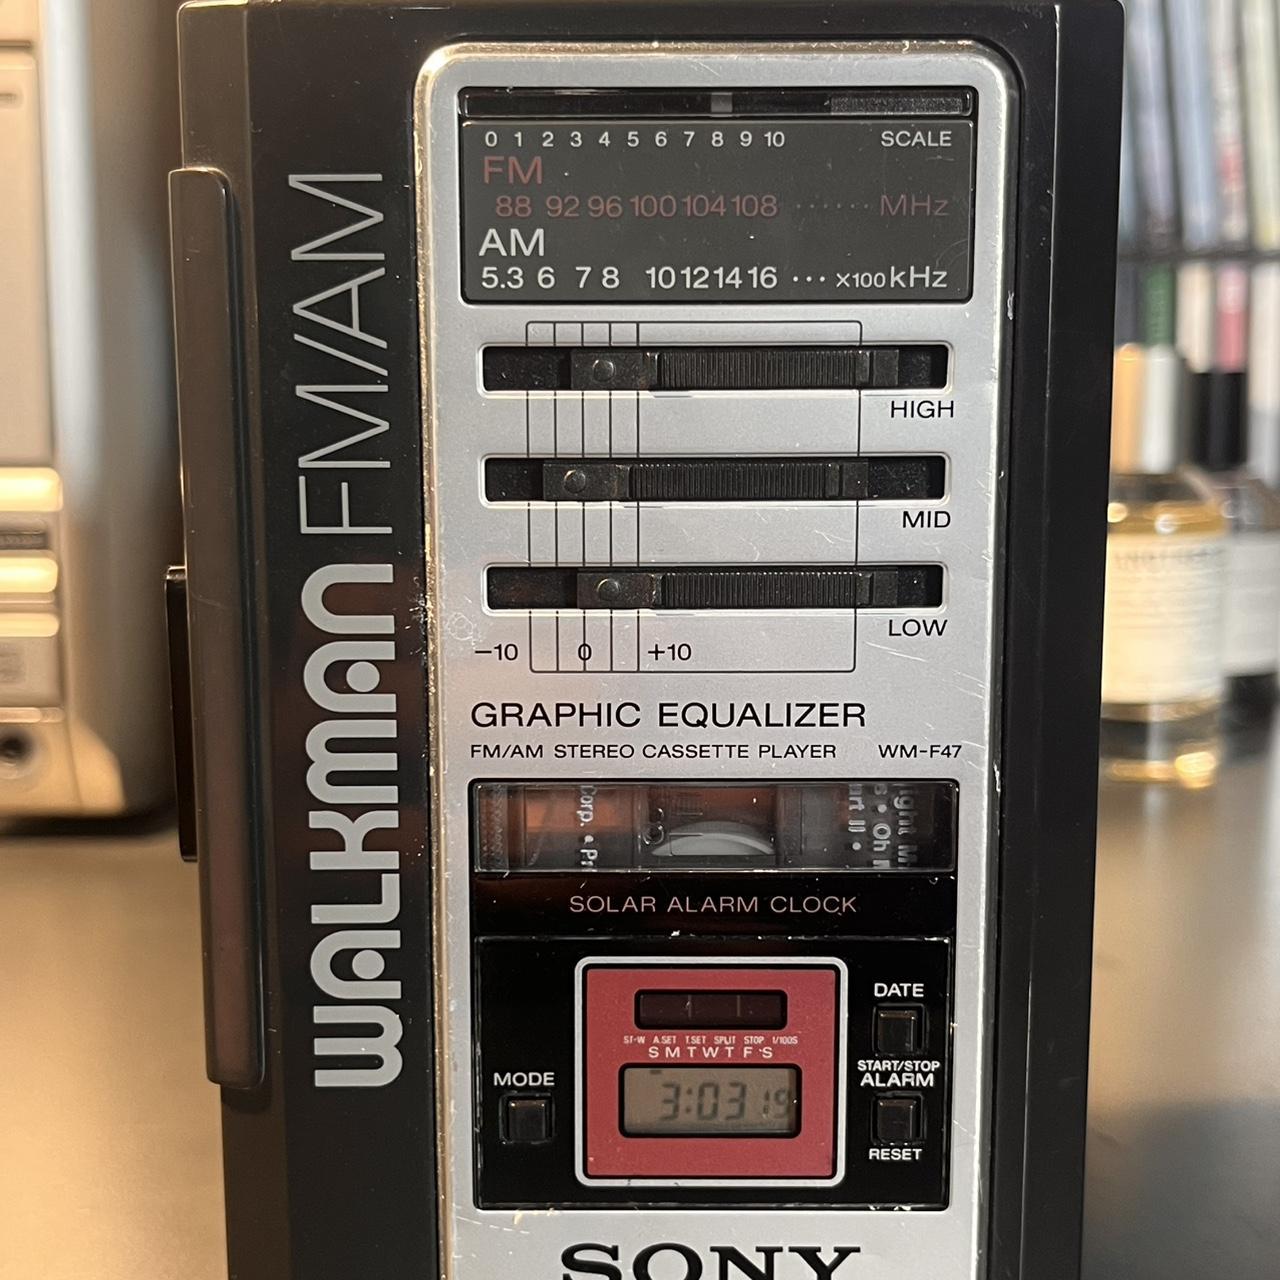 WALKMAN FM/AM
0 1 2 3 4 5 6 7 8 9 10 SCALE
FM
88 92 96 100 104 108 ······ MHz
AM
5.3 6 7 8 10 12 14 16 ··· x100 kHz
HIGH
MID
LOW
−10 0 +10
GRAPHIC EQUALIZER
FM/AM STEREO CASSETTE PLAYER WM-F47
Corp. •
• Oh
SOLAR ALARM CLOCK
DATE
ST-W A.SET T.SET SPLIT STOP 1/100S
S M T W T F S
START/STOP
ALARM
MODE
3:03 19
RESET
SONY